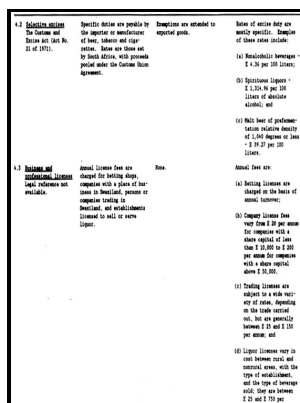 4.2 Selective excises
The Customs and
Excise Act (Act No.
21 of 1971).
Specific duties are payable by
the importer or manufacturer
of beer, tobacco and ciga-
rettes. Rates are those set
by South Africa, with proceeds
pooled under the Customs Union
Agreement.
Exemptions are extended to
exported goods.
Rates of excise duty are
mostly specific. Examples
of these rates include:
(a) Nonalcoholic beverages -
E 4.36 per 100 liters;
(b) Spirituous liquors -
E 1,314.96 per 100
liters of absolute
alcohol; and
(c) Malt beer of prefermen-
tation relative density
of 1,040 degrees or less
- E 39.27 per 100
liters.
4.3 Business and
professional licenses
Legal reference not
available.
Annual license fees are
charged for betting shops,
companies with a place of bus-
iness in Swaziland, persons or
companies trading in
Swaziland, and establishments
licensed to sell or serve
liquor.
None.
Annual fees are:
(a) Betting licenses are
charged on the basis of
annual turnover;
(b) Company license fees
vary from E 20 per annum
for companies with a
share capital of less
than E 10,000 to E 200
per annum for companies
with a share capital
above E 50,000.
(c) Trading licenses are
subject to a wide vari-
ety of rates, depending
on the trade carried
out, but are generally
between E 25 and E 150
per annum; and
(d) Liquor licenses vary in
cost between rural and
nonrural areas, with the
type of establishment,
and the type of beverage
sold; they are between
E 25 and E 750 per